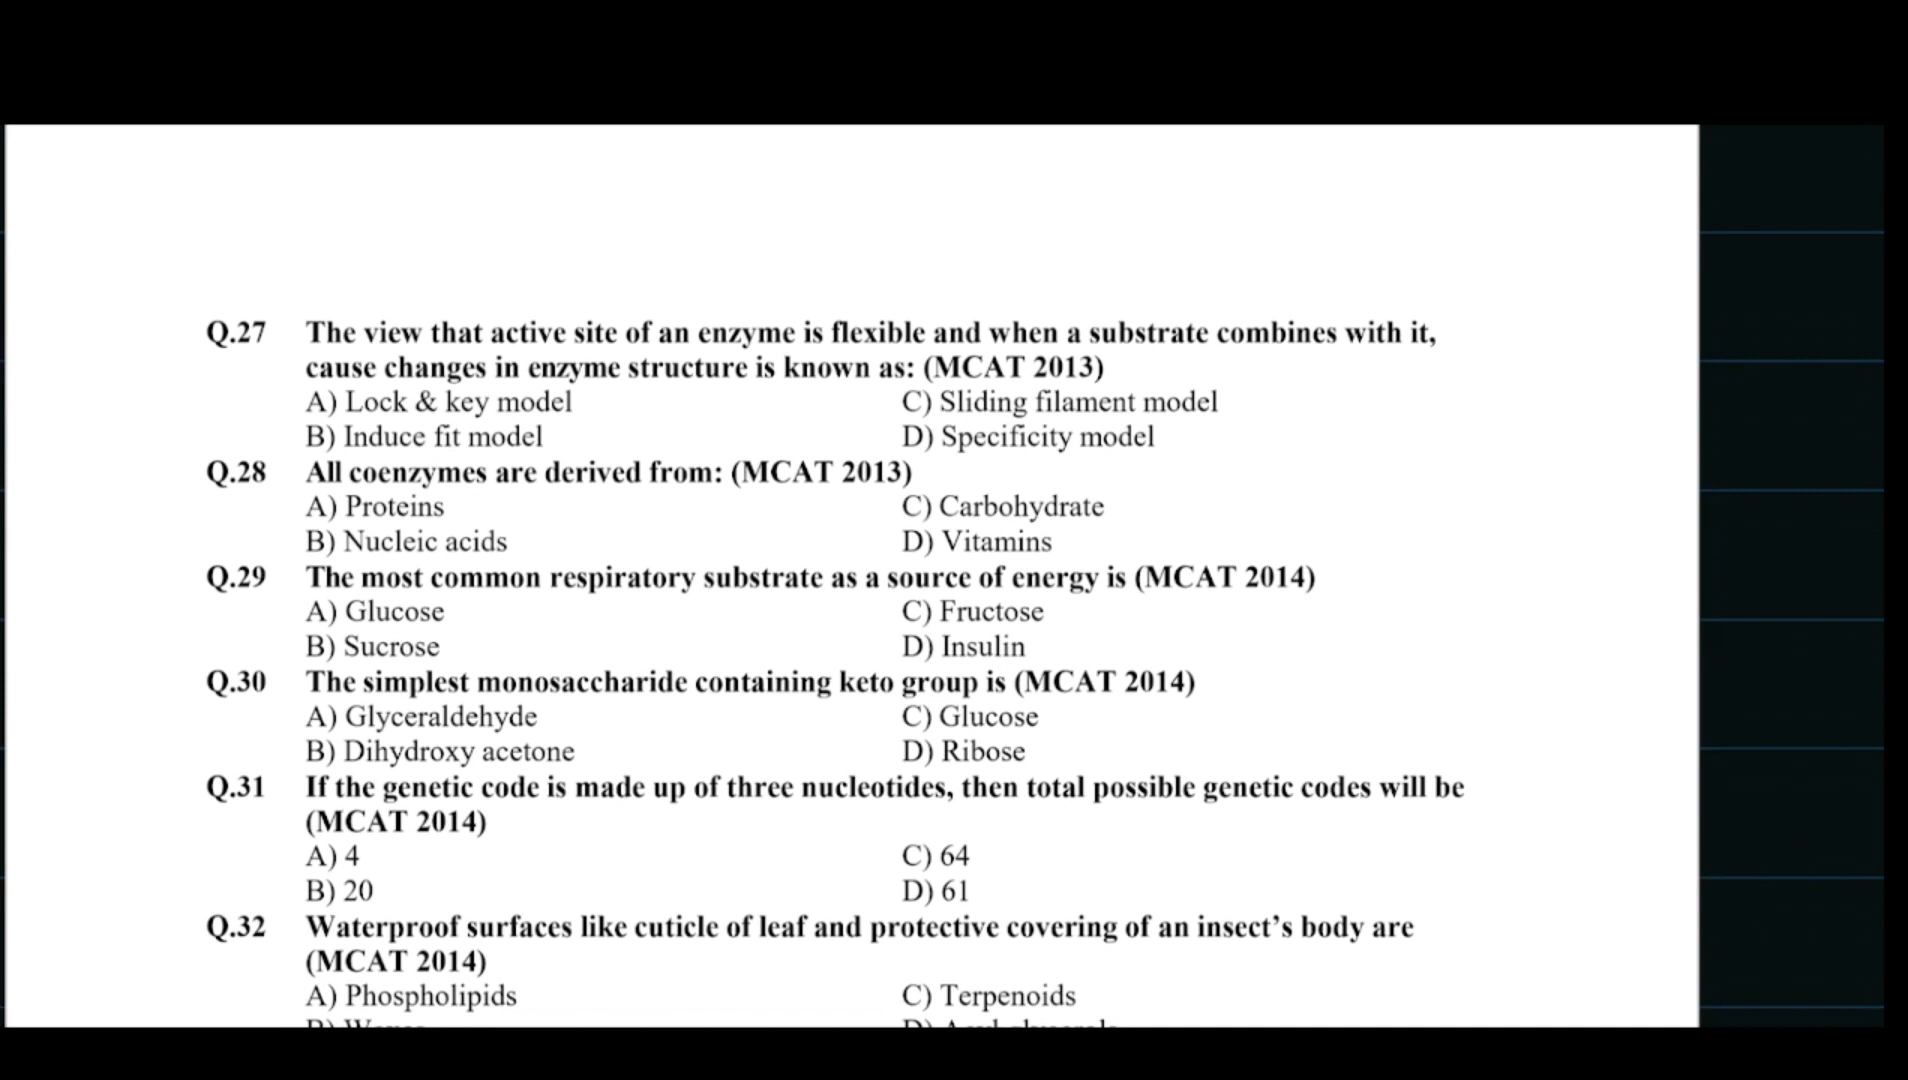 Q.27 The view that active site of an enzyme is flexible and when a substrate combines with it,
cause changes in enzyme structure is known as: (MCAT 2013)
A) Lock & key model C) Sliding filament model
B) Induce fit model D) Specificity model
Q.28 All coenzymes are derived from: (MCAT 2013)
A) Proteins C) Carbohydrate
B) Nucleic acids D) Vitamins
Q.29 The most common respiratory substrate as a source of energy is (MCAT 2014)
A) Glucose C) Fructose
B) Sucrose D) Insulin
Q.30 The simplest monosaccharide containing keto group is (MCAT 2014)
A) Glyceraldehyde C) Glucose
B) Dihydroxy acetone D) Ribose
Q.31 If the genetic code is made up of three nucleotides, then total possible genetic codes will be
(MCAT 2014)
A) 4 C) 64
B) 20 D) 61
Q.32 Waterproof surfaces like cuticle of leaf and protective covering of an insect’s body are
(MCAT 2014)
A) Phospholipids C) Terpenoids